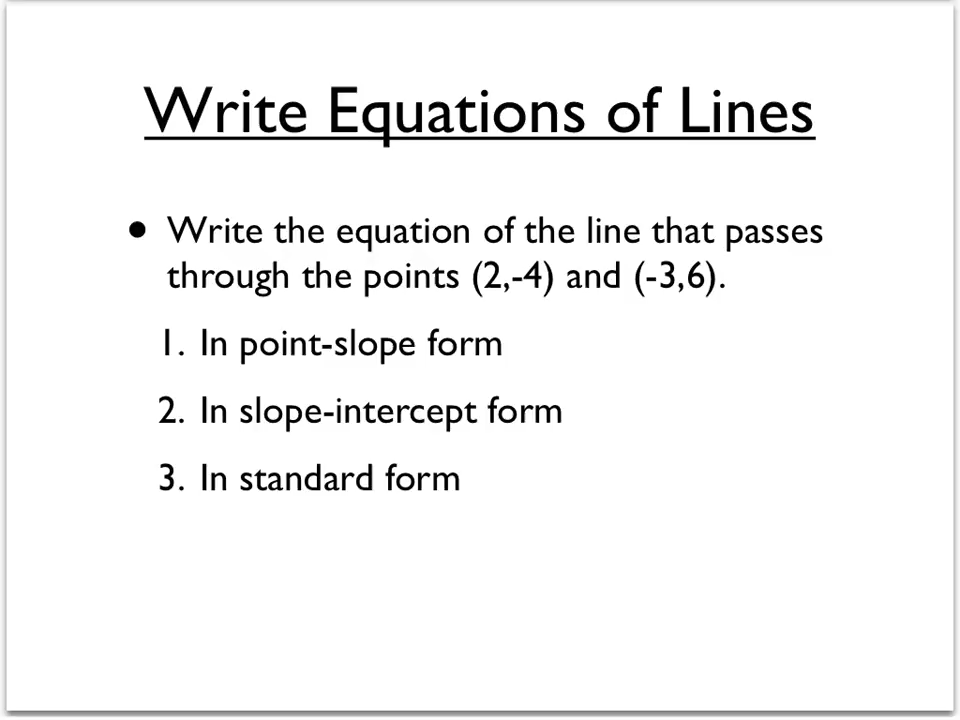 Write Equations of Lines
• Write the equation of the line that passes
through the points (2,-4) and (-3,6).
1. In point-slope form
2. In slope-intercept form
3. In standard form